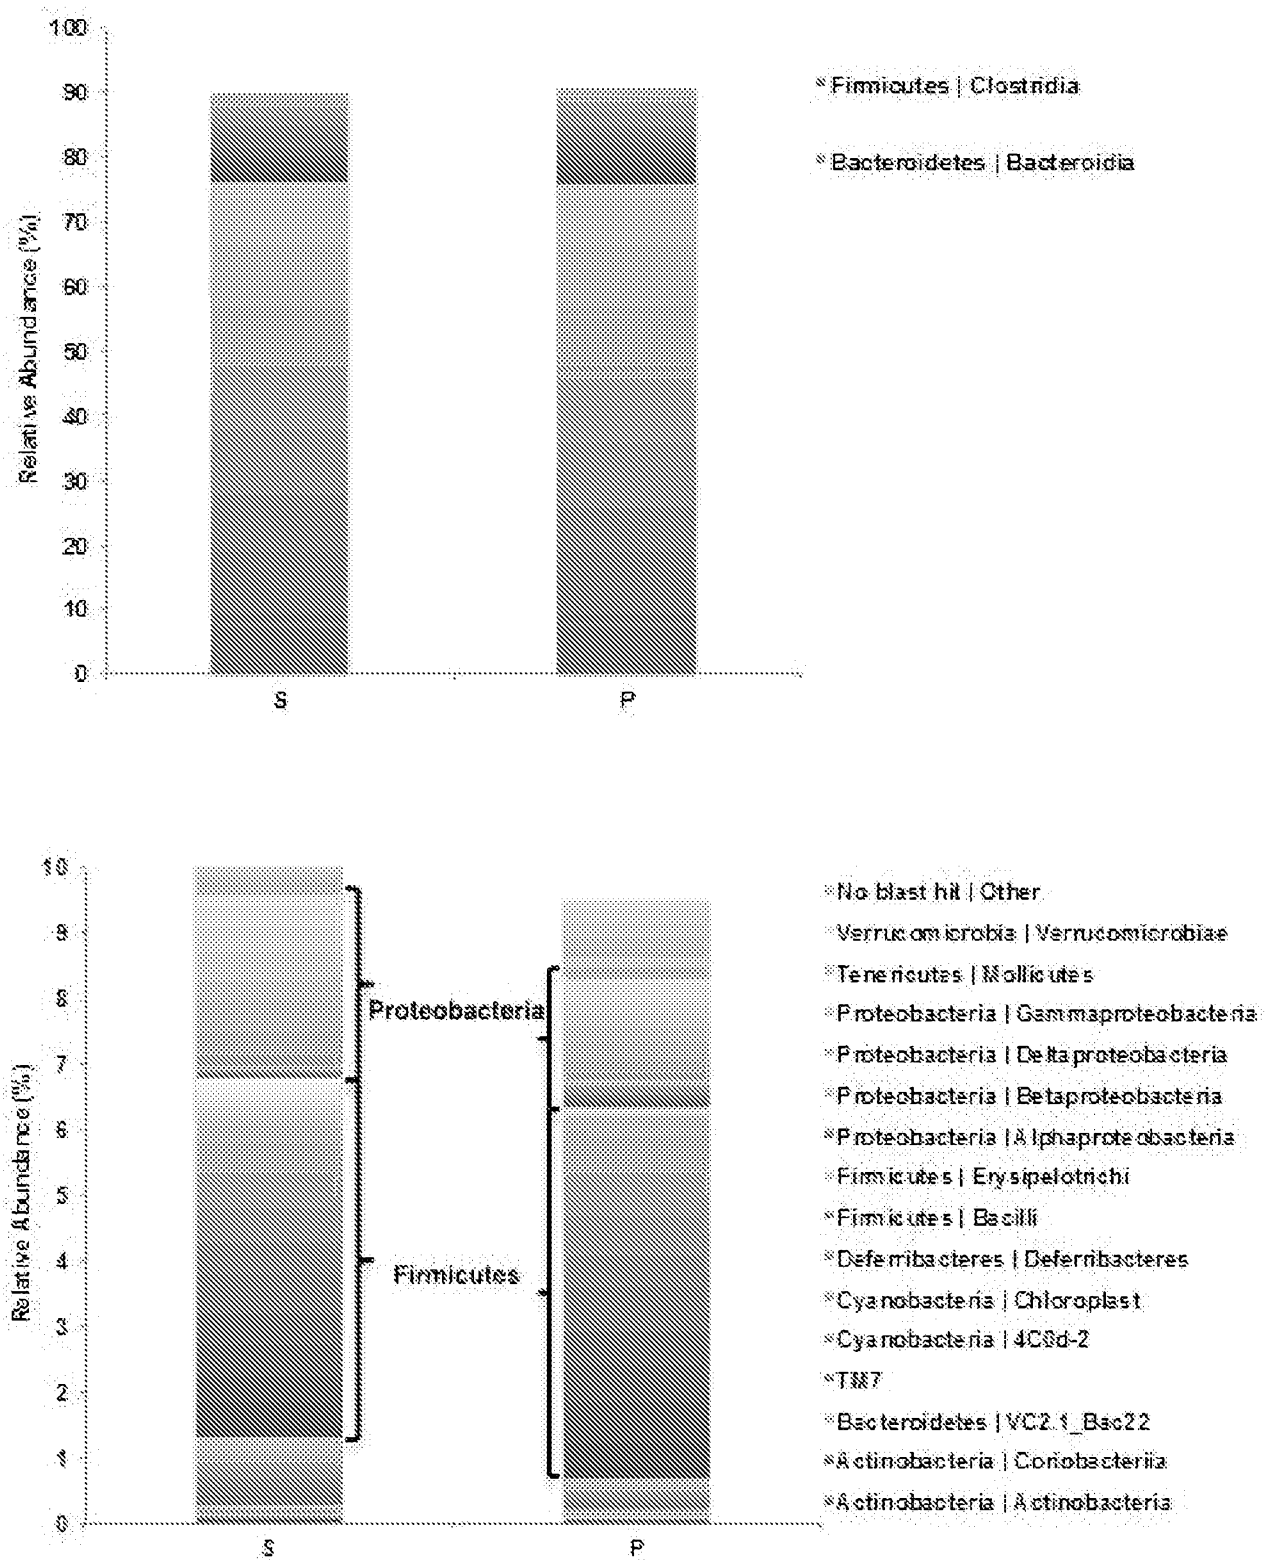 100
90
80
70
60
50
40
30
20
10
0
Relative Abundance (%)
S
P
Firmicutes | Clostridia
Bacteroidetes | Bacteroidia
10
9
8
7
6
5
4
3
2
1
0
Relative Abundance (%)
S
P
Proteobacteria
Firmicutes
No blast hit | Other
Verrucomicrobia | Verrucomicrobiae
Tenericutes | Mollicutes
Proteobacteria | Gammaproteobacteria
Proteobacteria | Deltaproteobacteria
Proteobacteria | Betaproteobacteria
Proteobacteria | Alphaproteobacteria
Firmicutes | Erysipelotrichi
Firmicutes | Bacilli
Deferribacteres | Deferribacteres
Cyanobacteria | Chloroplast
Cyanobacteria | 4C0d-2
TM7
Bacteroidetes | VC2.1_Bac22
Actinobacteria | Coriobacteriia
Actinobacteria | Actinobacteria